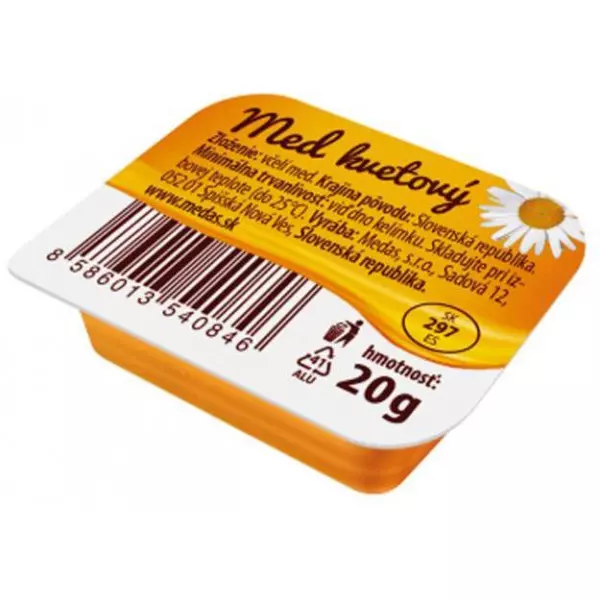 Med kvetový
Zloženie: včelí med. Krajina pôvodu: Slovenská republika.
Minimálna trvanlivosť: viď dno kelímku. Skladujte pri iz-
bovej teplote (do 25°C). Vyrába: Medas, s.r.o., Sadová 12,
052 01 Spišská Nová Ves, Slovenská republika.
www.medas.sk
8 586013 540846
SK
297
ES
41
ALU
hmotnosť:
20g